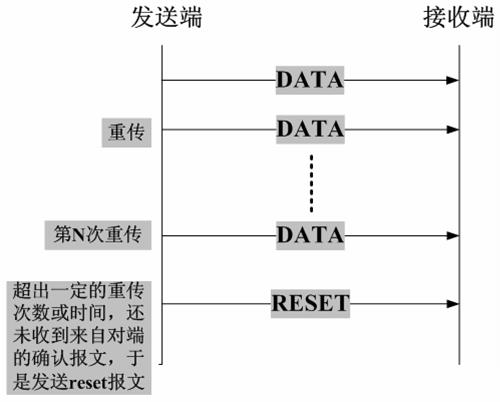 发送端
接收端
DATA
重传
DATA
第N次重传
DATA
超出一定的重传
次数或时间，还
未收到来自对端
的确认报文，于
是发送reset报文
RESET